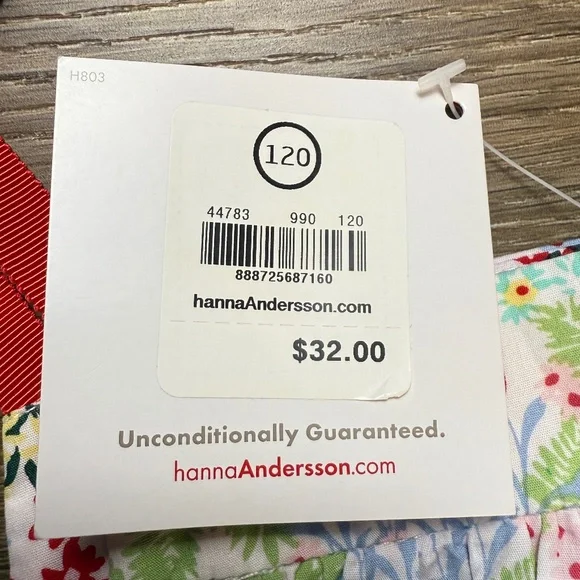 H803
120
44783 990 120
888725687160
hannaAndersson.com
$32.00
Unconditionally Guaranteed.
hannaAndersson.com